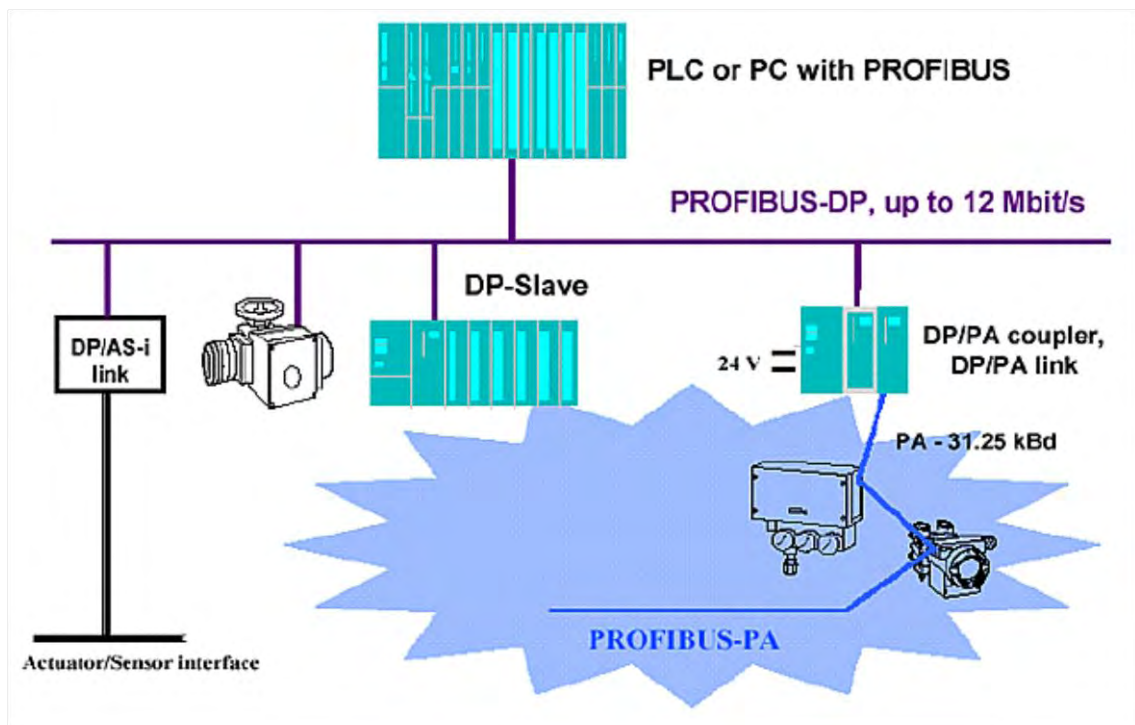 PLC or PC with PROFIBUS
PROFIBUS-DP, up to 12 Mbit/s
DP-Slave
DP/AS-i
link
24 V
DP/PA coupler,
DP/PA link
PA - 31.25 kBd
PROFIBUS-PA
Actuator/Sensor interface